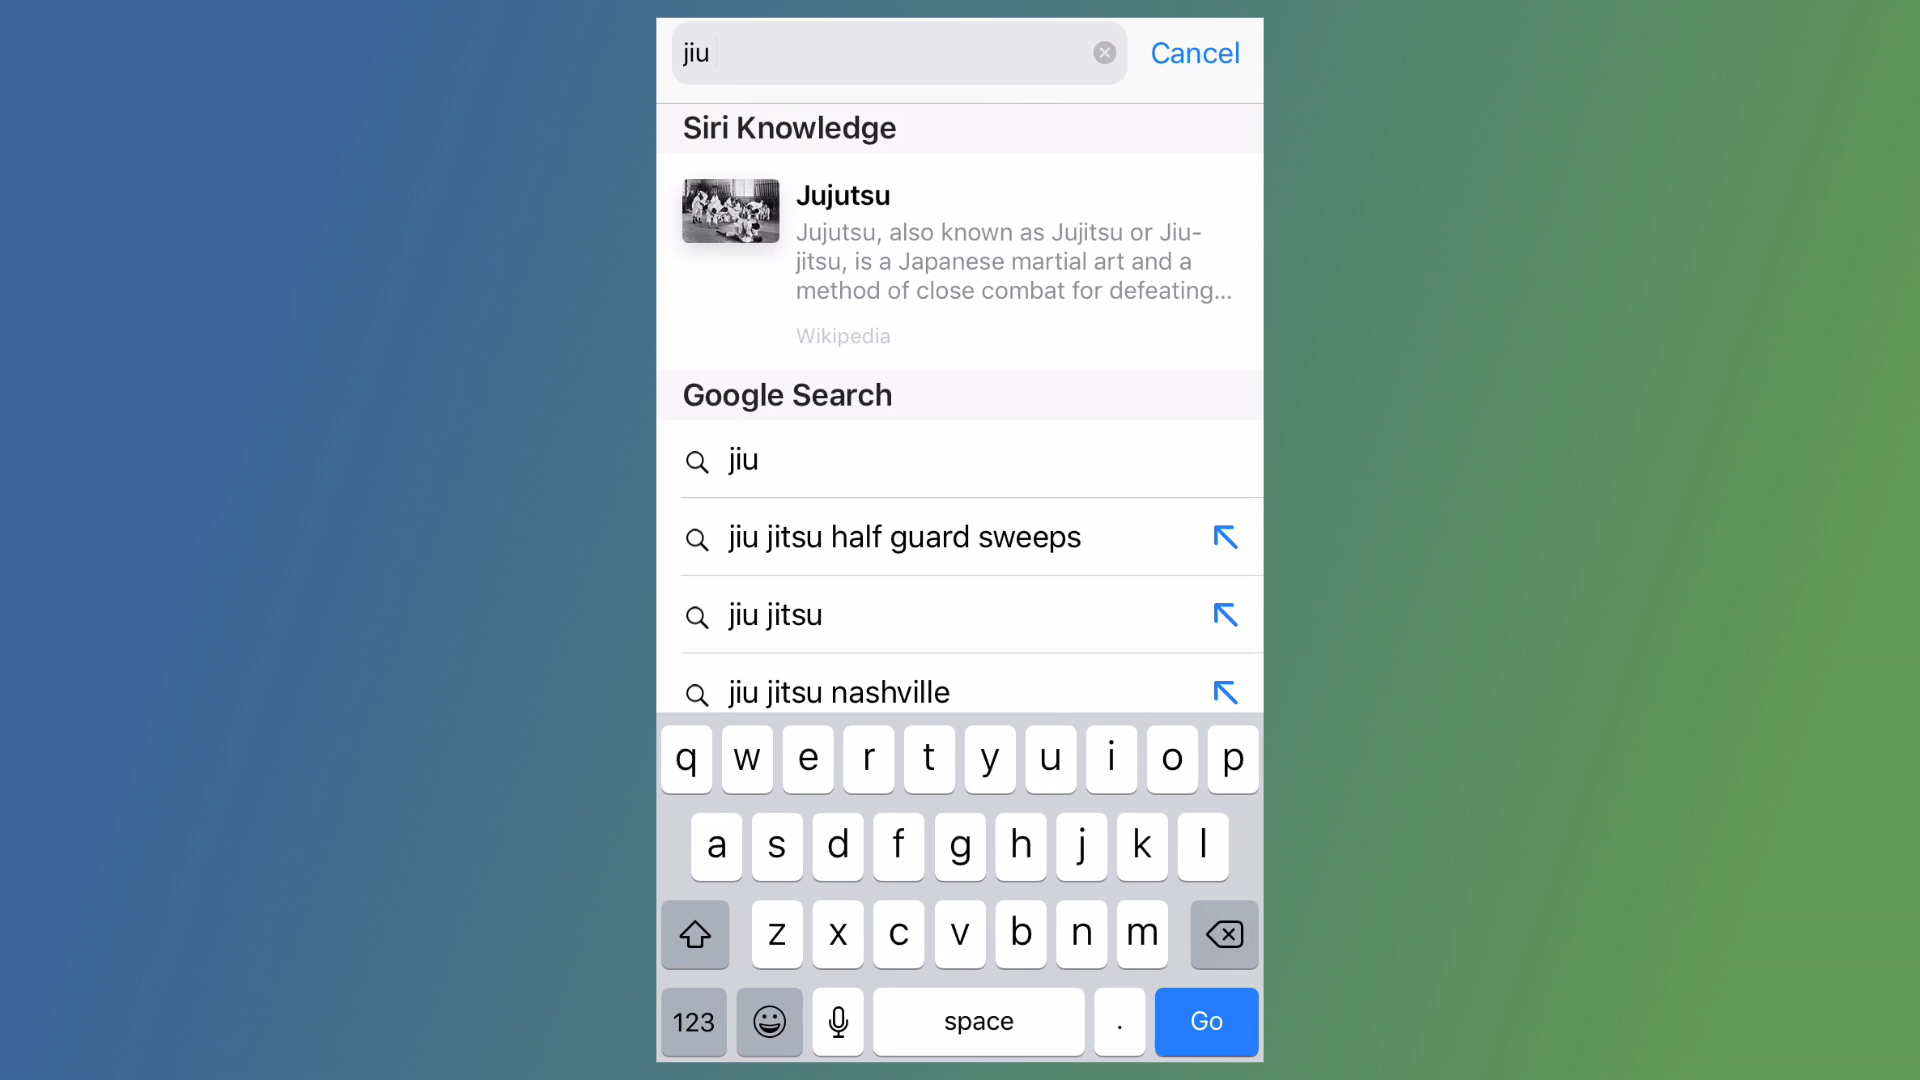 jiu
Cancel
Siri Knowledge
Jujutsu
Jujutsu, also known as Jujitsu or Jiu-
jitsu, is a Japanese martial art and a
method of close combat for defeating...
Wikipedia
Google Search
jiu
jiu jitsu half guard sweeps
jiu jitsu
jiu jitsu nashville
q w e r t y u i o p
a s d f g h j k l
z x c v b n m
123 space . Go